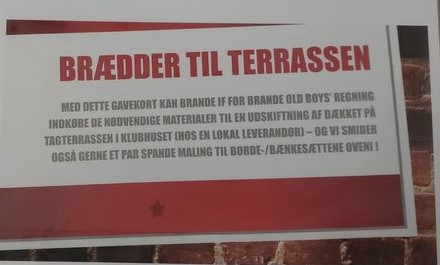 BRÆDDER TIL TERRASSEN
MED DETTE GAVEKORT KAN BRANDE IF FOR BRANDE OLD BOYS' REGNING
INDKØBE DE NØDVENDIGE MATERIALER TIL EN UDSKIFTNING AF DÆKKET PÅ
TAGTERRASSEN I KLUBHUSET (HOS EN LOKAL LEVERANDØR) – OG VI SMIDER
OGSÅ GERNE ET PAR SPANDE MALING TIL BORDE-/BÆNKESÆTTENE OVENI !